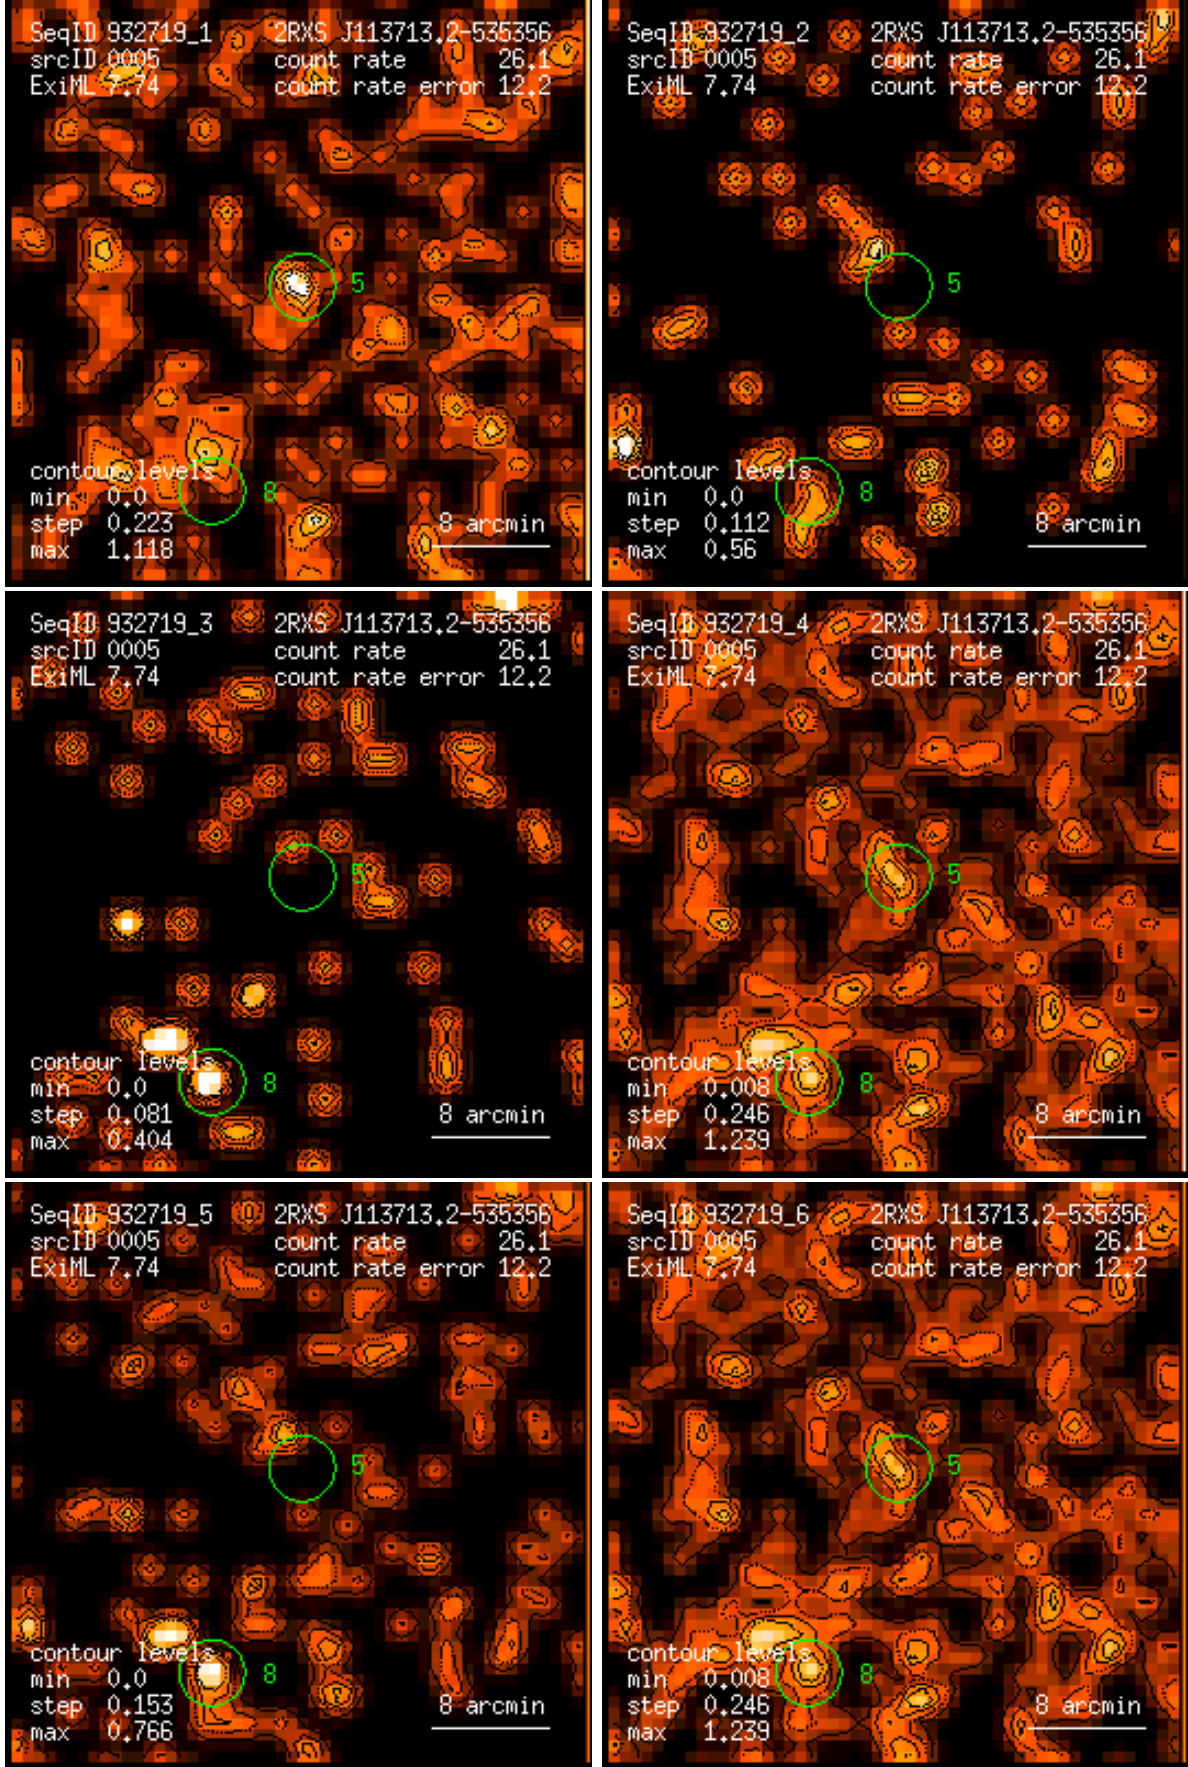 SeqID 932719_1 2RXS J113713.2-535356
srcID 0005 count rate 26.1
ExiML 7.74 count rate error 12.2
5
contour levels
min 0.0 8
step 0.223 8 arcmin
max 1.118
SeqID 932719_2 2RXS J113713.2-535356
srcID 0005 count rate 26.1
ExiML 7.74 count rate error 12.2
5
contour levels
min 0.0 8
step 0.112 8 arcmin
max 0.56
SeqID 932719_3 2RXS J113713.2-535356
srcID 0005 count rate 26.1
ExiML 7.74 count rate error 12.2
5
contour levels
min 0.0 8
step 0.081 8 arcmin
max 0.404
SeqID 932719_4 2RXS J113713.2-535356
srcID 0005 count rate 26.1
ExiML 7.74 count rate error 12.2
5
contour levels
min 0.008 8
step 0.246 8 arcmin
max 1.239
SeqID 932719_5 2RXS J113713.2-535356
srcID 0005 count rate 26.1
ExiML 7.74 count rate error 12.2
5
contour levels
min 0.0 8
step 0.153 8 arcmin
max 0.766
SeqID 932719_6 2RXS J113713.2-535356
srcID 0005 count rate 26.1
ExiML 7.74 count rate error 12.2
5
contour levels
min 0.008 8
step 0.246 8 arcmin
max 1.239